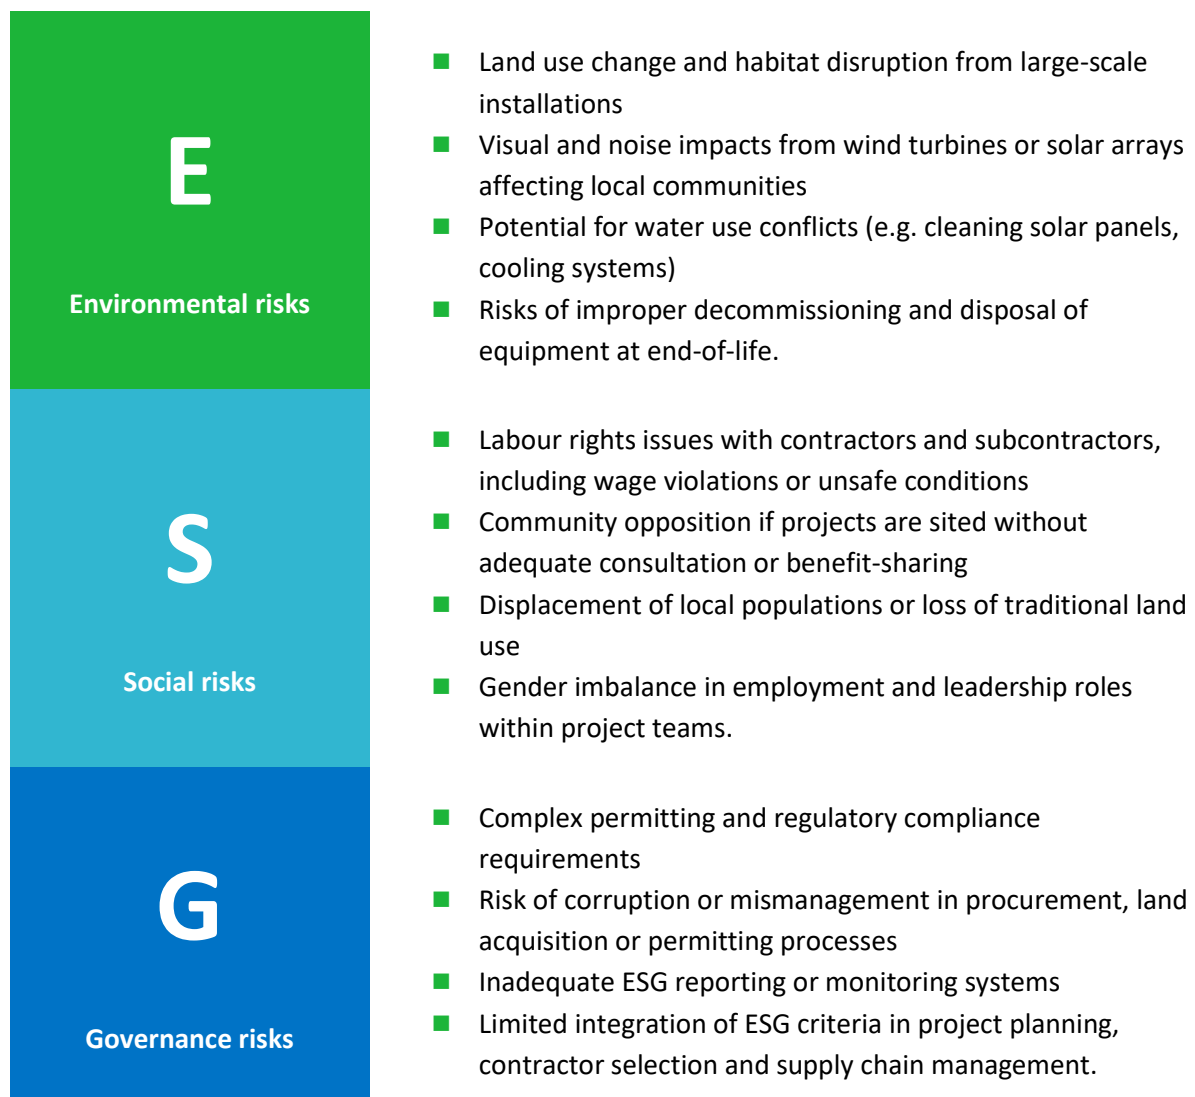 E
Environmental risks
Land use change and habitat disruption from large-scale
installations
Visual and noise impacts from wind turbines or solar arrays
affecting local communities
Potential for water use conflicts (e.g. cleaning solar panels,
cooling systems)
Risks of improper decommissioning and disposal of
equipment at end-of-life.
S
Social risks
Labour rights issues with contractors and subcontractors,
including wage violations or unsafe conditions
Community opposition if projects are sited without
adequate consultation or benefit-sharing
Displacement of local populations or loss of traditional land
use
Gender imbalance in employment and leadership roles
within project teams.
G
Governance risks
Complex permitting and regulatory compliance
requirements
Risk of corruption or mismanagement in procurement, land
acquisition or permitting processes
Inadequate ESG reporting or monitoring systems
Limited integration of ESG criteria in project planning,
contractor selection and supply chain management.